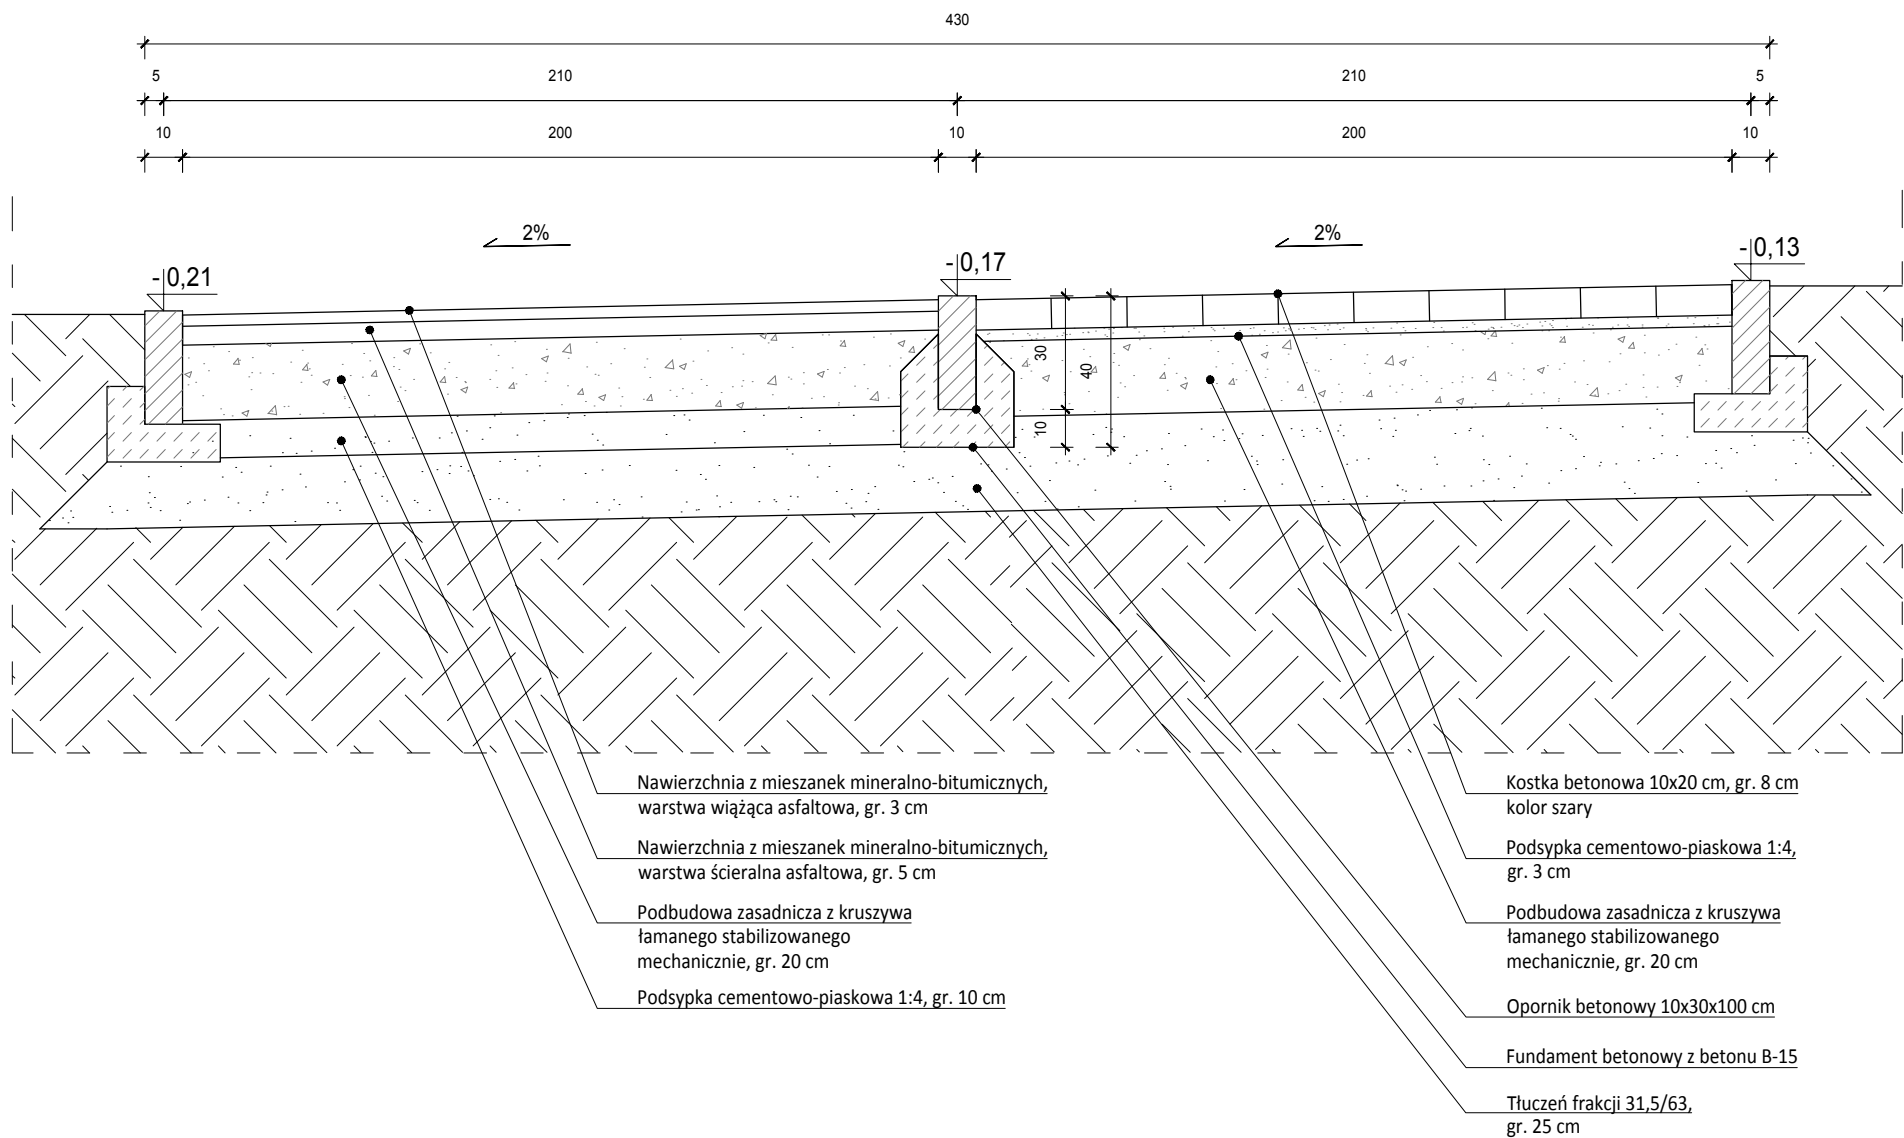 430
5 210 210 5
10 200 10 200 10
2% 2%
-0,21 -0,17 -0,13
30
40
10
Nawierzchnia z mieszanek mineralno-bitumicznych,
warstwa wiążąca asfaltowa, gr. 3 cm
Nawierzchnia z mieszanek mineralno-bitumicznych,
warstwa ścieralna asfaltowa, gr. 5 cm
Podbudowa zasadnicza z kruszywa
łamanego stabilizowanego
mechanicznie, gr. 20 cm
Podsypka cementowo-piaskowa 1:4, gr. 10 cm
Kostka betonowa 10x20 cm, gr. 8 cm
kolor szary
Podsypka cementowo-piaskowa 1:4,
gr. 3 cm
Podbudowa zasadnicza z kruszywa
łamanego stabilizowanego
mechanicznie, gr. 20 cm
Opornik betonowy 10x30x100 cm
Fundament betonowy z betonu B-15
Tłuczeń frakcji 31,5/63,
gr. 25 cm